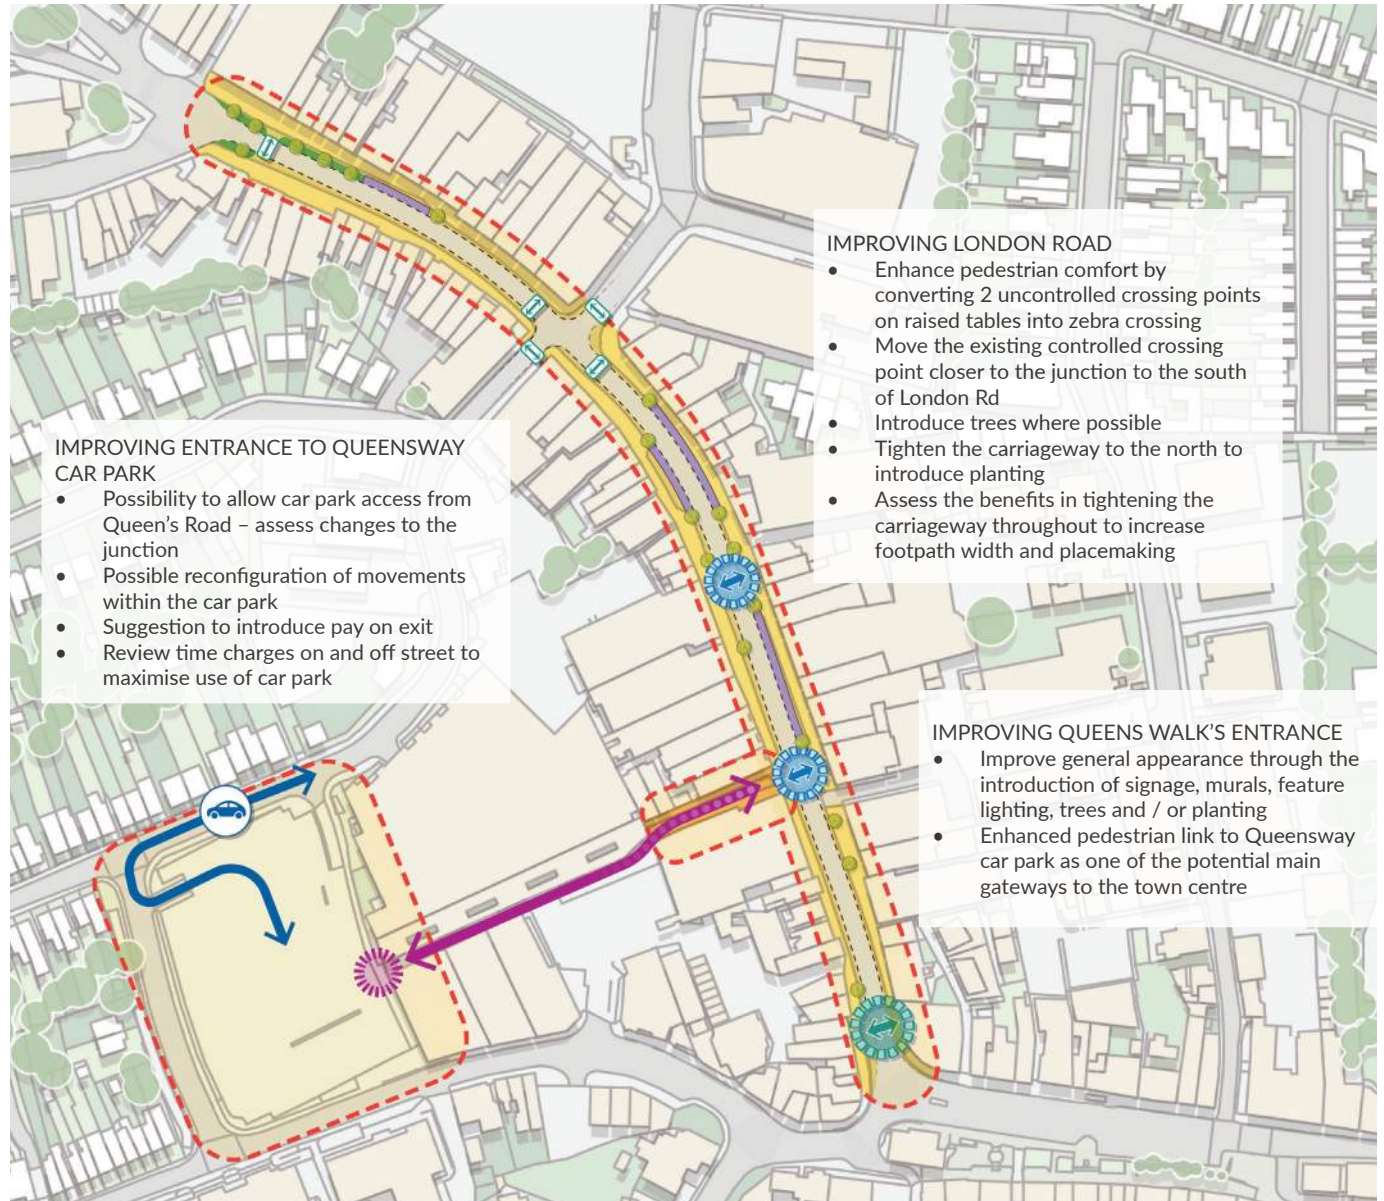 IMPROVING LONDON ROAD
• Enhance pedestrian comfort by
converting 2 uncontrolled crossing points
on raised tables into zebra crossing
• Move the existing controlled crossing
point closer to the junction to the south
of London Rd
• Introduce trees where possible
• Tighten the carriageway to the north to
introduce planting
• Assess the benefits in tightening the
carriageway throughout to increase
footpath width and placemaking
IMPROVING ENTRANCE TO QUEENSWAY
CAR PARK
• Possibility to allow car park access from
Queen's Road – assess changes to the
junction
• Possible reconfiguration of movements
within the car park
• Suggestion to introduce pay on exit
• Review time charges on and off street to
maximise use of car park
IMPROVING QUEENS WALK'S ENTRANCE
• Improve general appearance through the
introduction of signage, murals, feature
lighting, trees and / or planting
• Enhanced pedestrian link to Queensway
car park as one of the potential main
gateways to the town centre